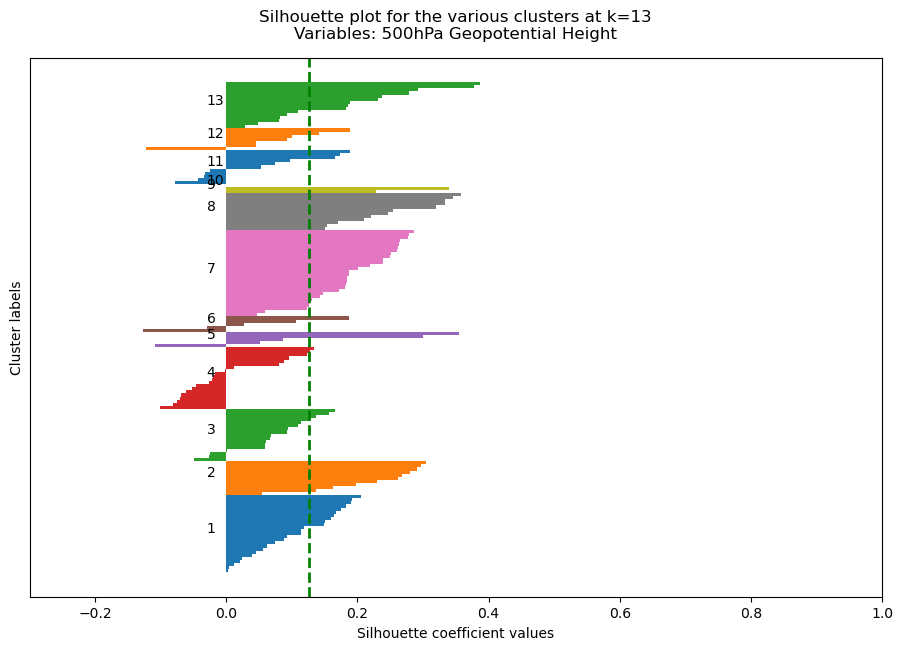 Silhouette plot for the various clusters at k=13
Variables: 500hPa Geopotential Height
Cluster labels
13
12
11
10
9
8
7
6
5
4
3
2
1
−0.2 0.0 0.2 0.4 0.6 0.8 1.0
Silhouette coefficient values